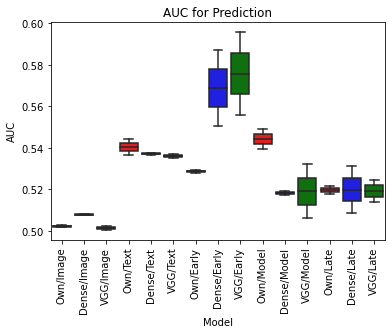 AUC for Prediction
AUC
0.60
0.58
0.56
0.54
0.52
0.50
Own/Image
Dense/Image
VGG/Image
Own/Text
Dense/Text
VGG/Text
Own/Early
Dense/Early
VGG/Early
Own/Model
Dense/Model
VGG/Model
Own/Late
Dense/Late
VGG/Late
Model